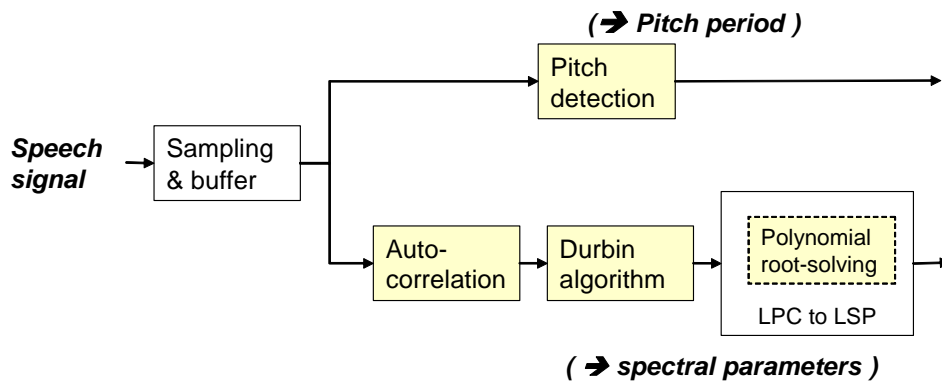 ( → Pitch period )
Pitch
detection
Speech
signal
Sampling
& buffer
Auto-
correlation
Durbin
algorithm
Polynomial
root-solving
LPC to LSP
( → spectral parameters )